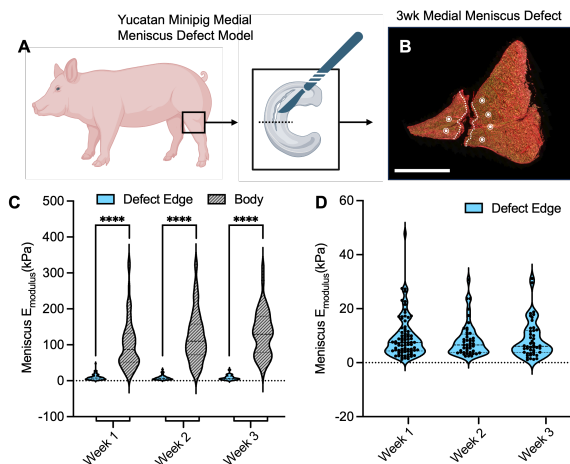 Yucatan Minipig Medial
Meniscus Defect Model
3wk Medial Meniscus Defect
A
B
C
Defect Edge
Body
500
400
300
200
100
0
-100
Meniscus Emodulus(kPa)
****
****
****
Week 1
Week 2
Week 3
D
Defect Edge
60
40
20
0
-20
Meniscus Emodulus(kPa)
Week 1
Week 2
Week 3